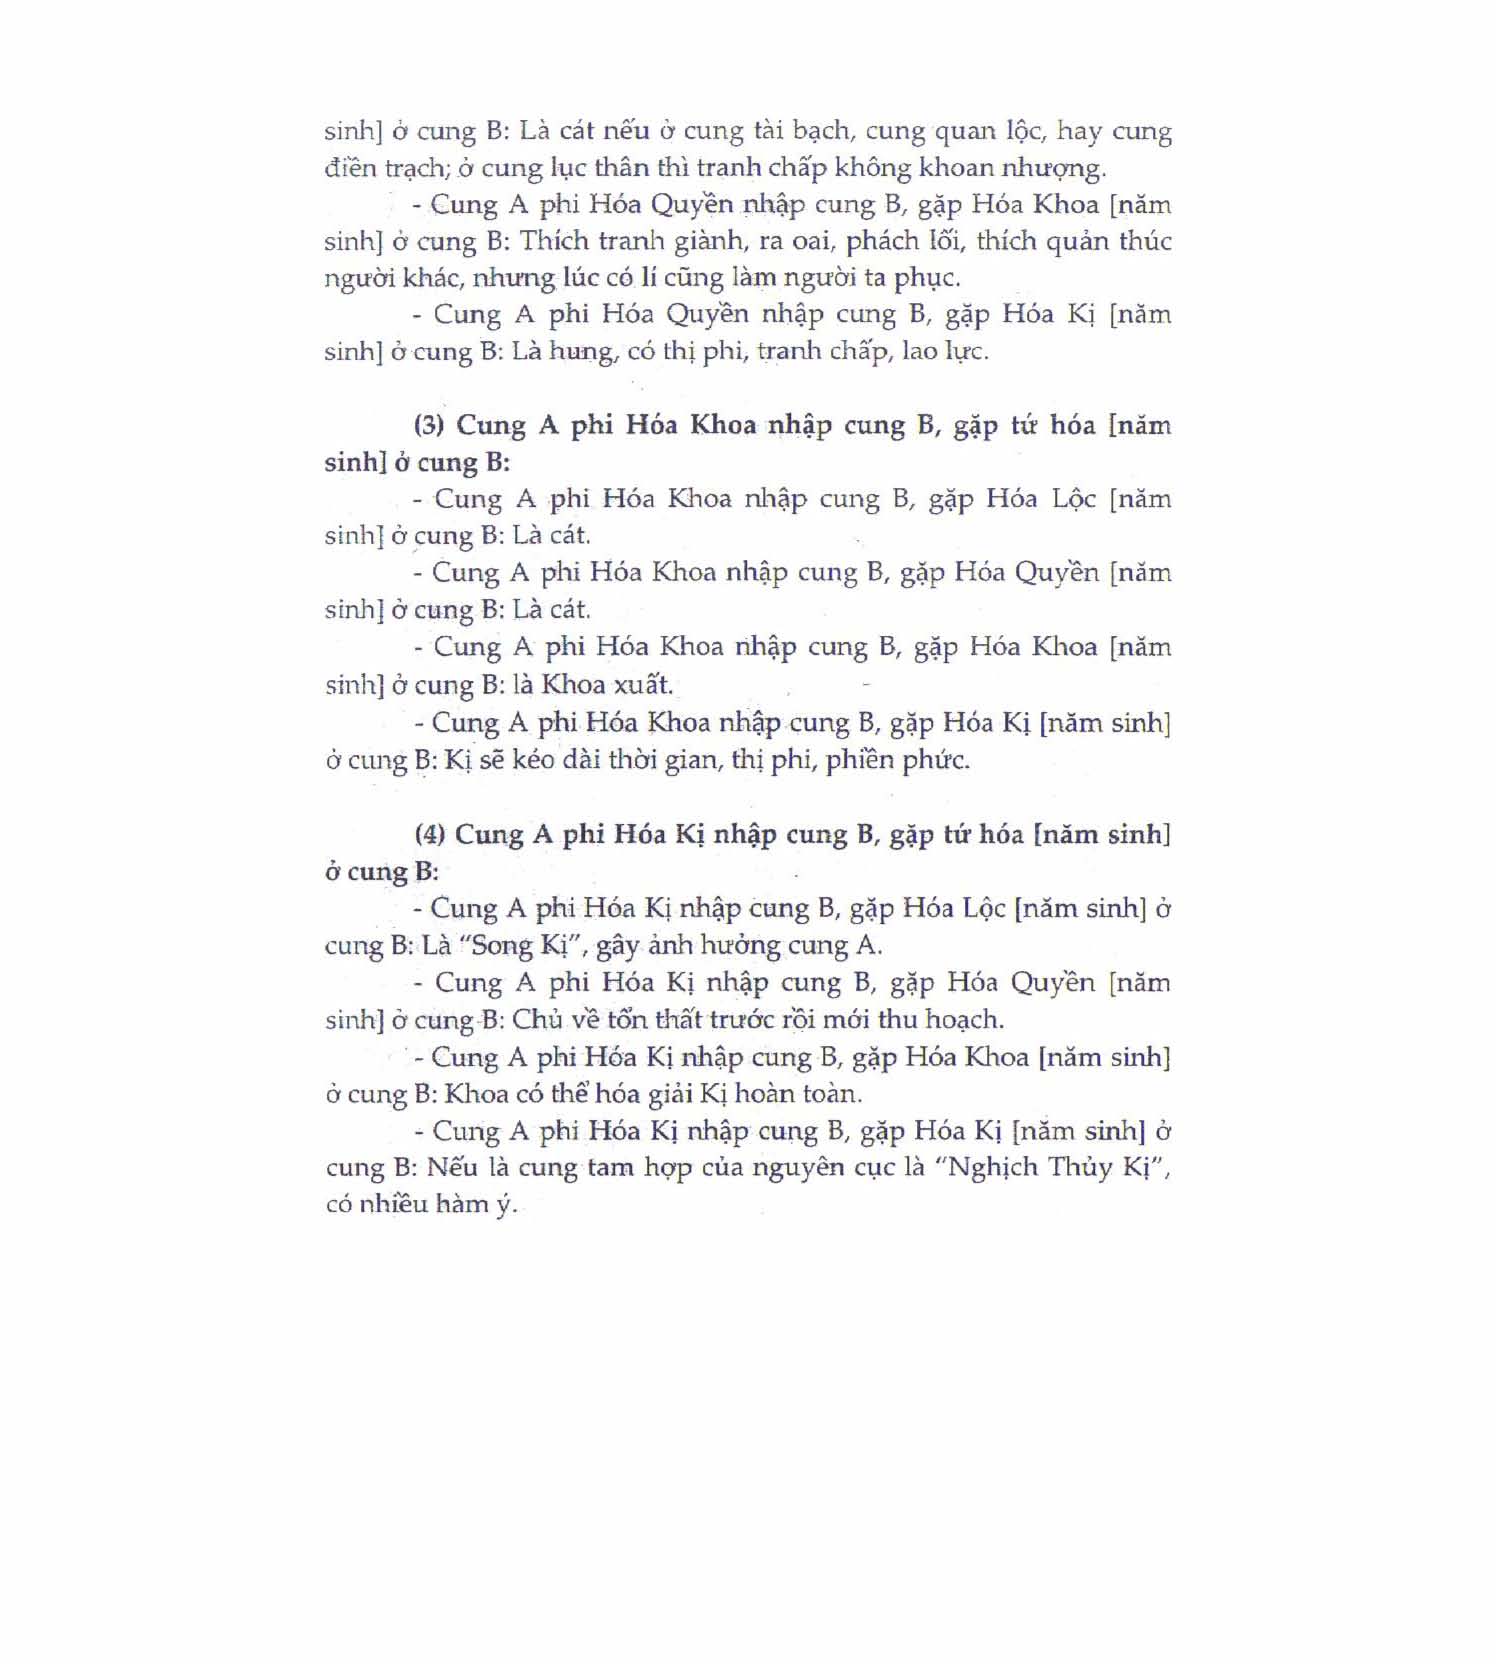 sinh] ở cung B: Là cát nếu ở cung tài bạch, cung quan lộc, hay cung
điền trạch; ở cung lục thân thì tranh chấp không khoan nhượng.
- Cung A phi Hóa Quyền nhập cung B, gặp Hóa Khoa [năm
sinh] ở cung B: Thích tranh giành, ra oai, phách lối, thích quản thúc
người khác, nhưng lúc có lí cũng làm người ta phục.
- Cung A phi Hóa Quyền nhập cung B, gặp Hóa Kị [năm
sinh] ở cung B: Là hung, có thị phi, tranh chấp, lao lực.
(3) Cung A phi Hóa Khoa nhập cung B, gặp tứ hóa [năm
sinh] ở cung B:
- Cung A phi Hóa Khoa nhập cung B, gặp Hóa Lộc [năm
sinh] ở cung B: Là cát.
- Cung A phi Hóa Khoa nhập cung B, gặp Hóa Quyền [năm
sinh] ở cung B: Là cát.
- Cung A phi Hóa Khoa nhập cung B, gặp Hóa Khoa [năm
sinh] ở cung B: là Khoa xuất.
- Cung A phi Hóa Khoa nhập cung B, gặp Hóa Kị [năm sinh]
ở cung B: Kị sẽ kéo dài thời gian, thị phi, phiền phức.
(4) Cung A phi Hóa Kị nhập cung B, gặp tứ hóa [năm sinh]
ở cung B:
- Cung A phi Hóa Kị nhập cung B, gặp Hóa Lộc [năm sinh] ở
cung B: Là "Song Kị", gây ảnh hưởng cung A.
- Cung A phi Hóa Kị nhập cung B, gặp Hóa Quyền [năm
sinh] ở cung B: Chủ về tổn thất trước rồi mới thu hoạch.
- Cung A phi Hóa Kị nhập cung B, gặp Hóa Khoa [năm sinh]
ở cung B: Khoa có thể hóa giải Kị hoàn toàn.
- Cung A phi Hóa Kị nhập cung B, gặp Hóa Kị [năm sinh] ở
cung B: Nếu là cung tam hợp của nguyên cục là "Nghịch Thủy Kị",
có nhiều hàm ý.